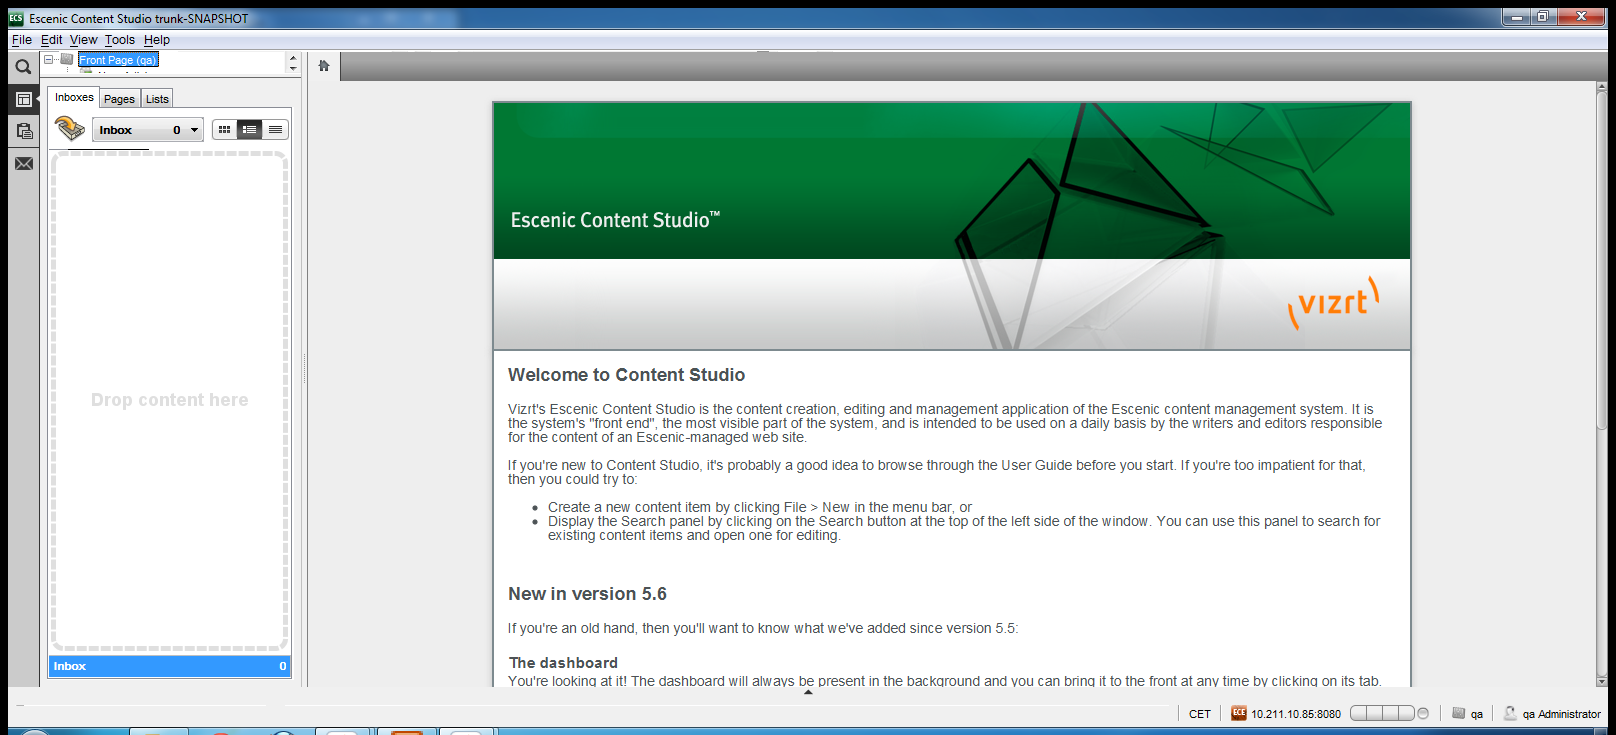 ECS Escenic Content Studio trunk-SNAPSHOT
File Edit View Tools Help
Front Page (qa)
Inboxes Pages Lists
Inbox 0
Drop content here
Inbox 0
Escenic Content Studio™
vizrt
Welcome to Content Studio
Vizrt's Escenic Content Studio is the content creation, editing and management application of the Escenic content management system. It is
the system's "front end", the most visible part of the system, and is intended to be used on a daily basis by the writers and editors responsible
for the content of an Escenic-managed web site.
If you're new to Content Studio, it's probably a good idea to browse through the User Guide before you start. If you're too impatient for that,
then you could try to:
• Create a new content item by clicking File > New in the menu bar, or
• Display the Search panel by clicking on the Search button at the top of the left side of the window. You can use this panel to search for
existing content items and open one for editing.
New in version 5.6
If you're an old hand, then you'll want to know what we've added since version 5.5:
The dashboard
You're looking at it! The dashboard will always be present in the background and you can bring it to the front at any time by clicking on its tab.
CET ECE 10.211.10.85:8080 qa qa Administrator